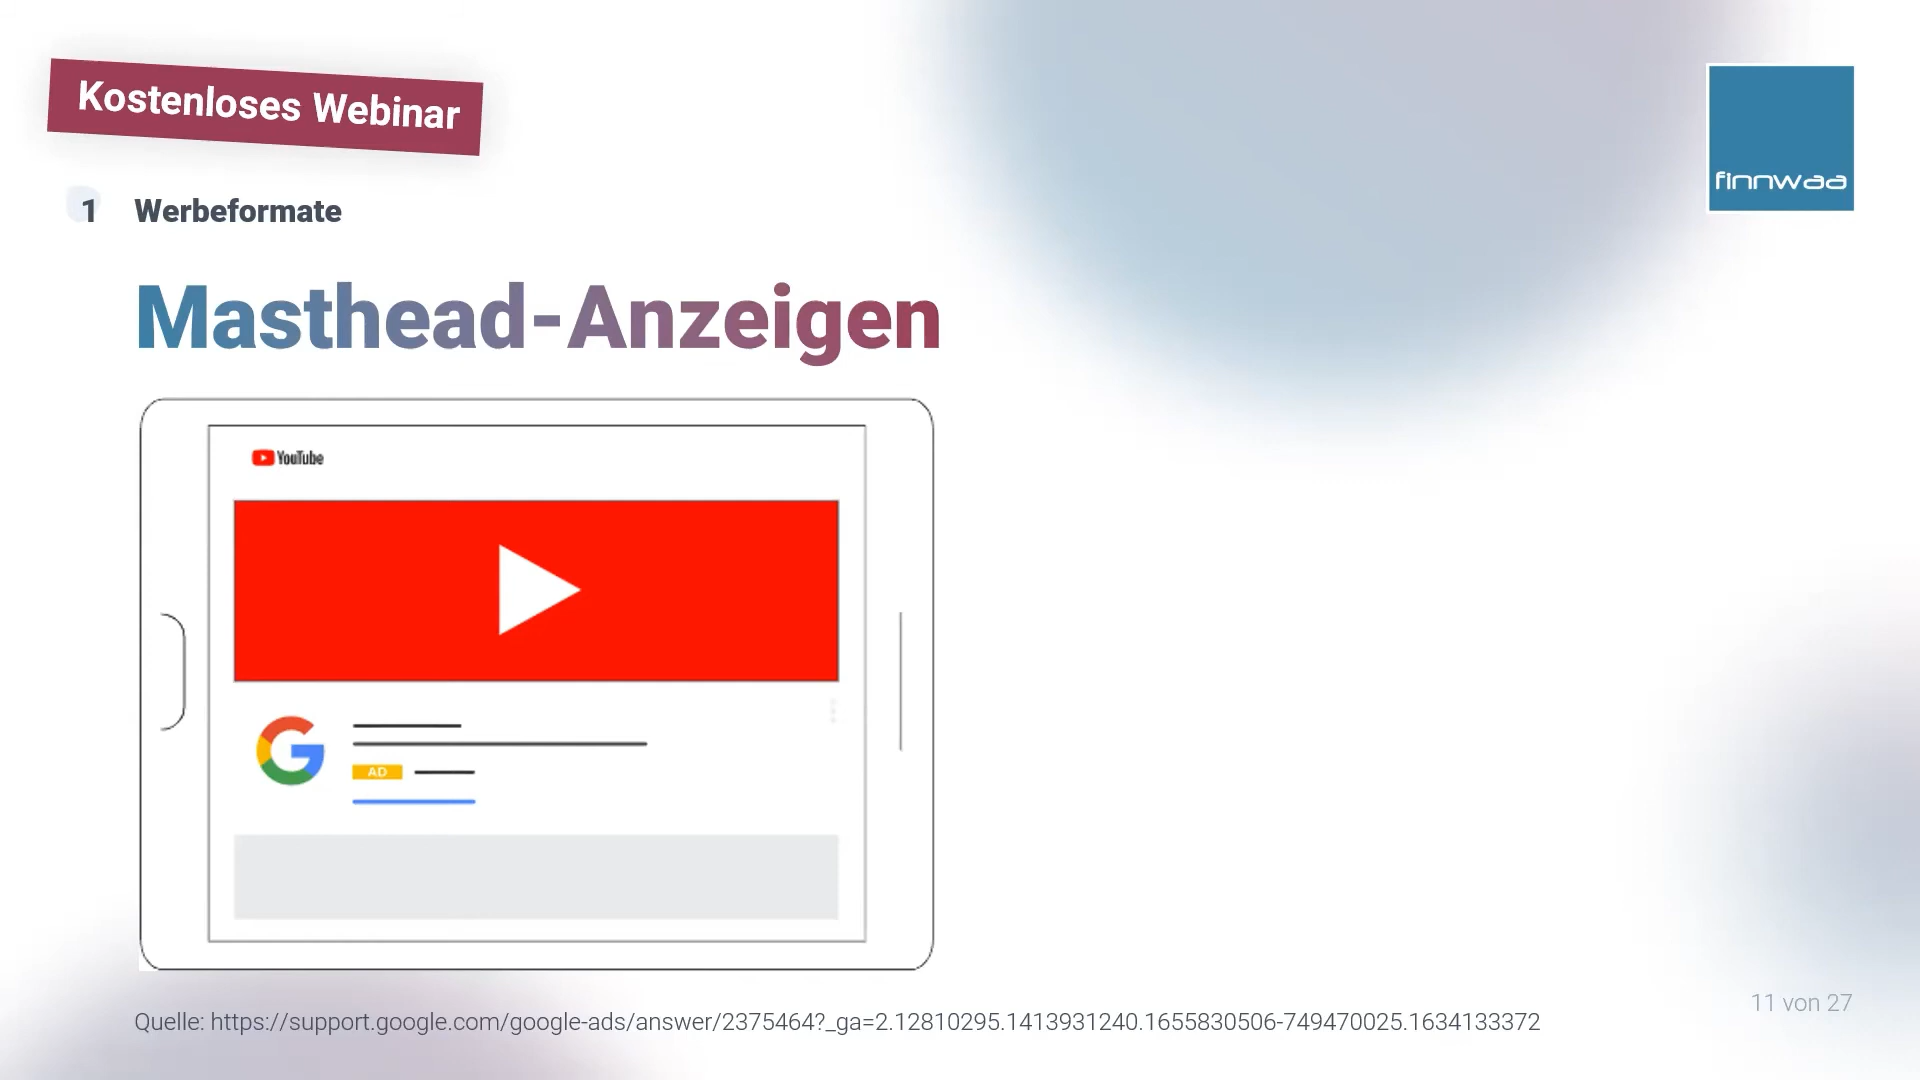 Kostenloses Webinar
finnwaa
1 Werbeformate
Masthead-Anzeigen
YouTube
AD
Quelle: https://support.google.com/google-ads/answer/2375464?_ga=2.12810295.1413931240.1655830506-749470025.1634133372
11 von 27